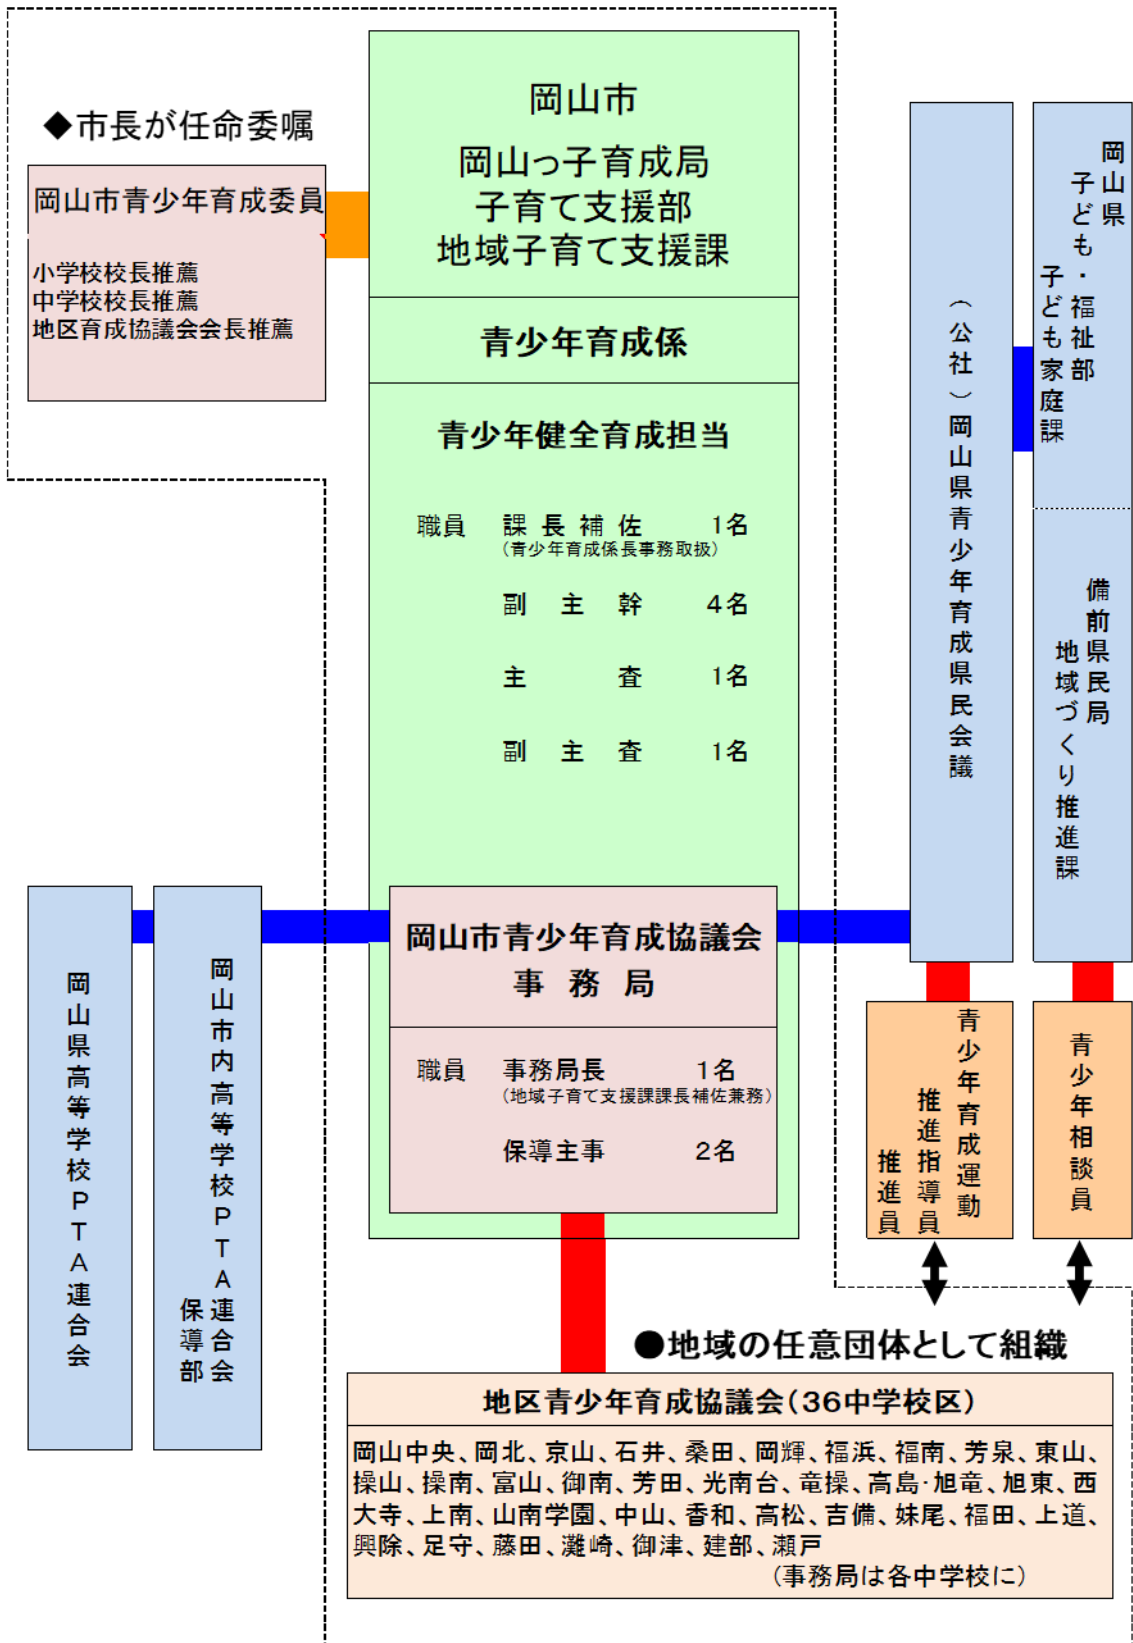 ◆市長が任命委嘱
岡山市青少年育成委員
小学校校長推薦
中学校校長推薦
地区育成協議会会長推薦
岡山市
岡山っ子育成局
子育て支援部
地域子育て支援課
青少年育成係
青少年健全育成担当
職員 課長補佐 1名
(青少年育成係長事務取扱)
副主幹 4名
主査 1名
副主査 1名
岡山市青少年育成協議会
事務局
職員 事務局長 1名
(地域子育て支援課課長補佐兼務)
保導主事 2名
岡山県
子ども・福祉部
子ども家庭課
備前県民局
地域づくり推進課
(公社)岡山県青少年育成県民会議
青少年相談員
青少年育成運動
推進指導員
推進員
岡山市内高等学校PTA連合会
保導部
岡山県高等学校PTA連合会
●地域の任意団体として組織
地区青少年育成協議会(36中学校区)
岡山中央、岡北、京山、石井、桑田、岡輝、福浜、福南、芳泉、東山、
操山、操南、富山、御南、芳田、光南台、竜操、高島・旭竜、旭東、西
大寺、上南、山南学園、中山、香和、高松、吉備、妹尾、福田、上道、
興除、足守、藤田、灘崎、御津、建部、瀬戸
(事務局は各中学校に)